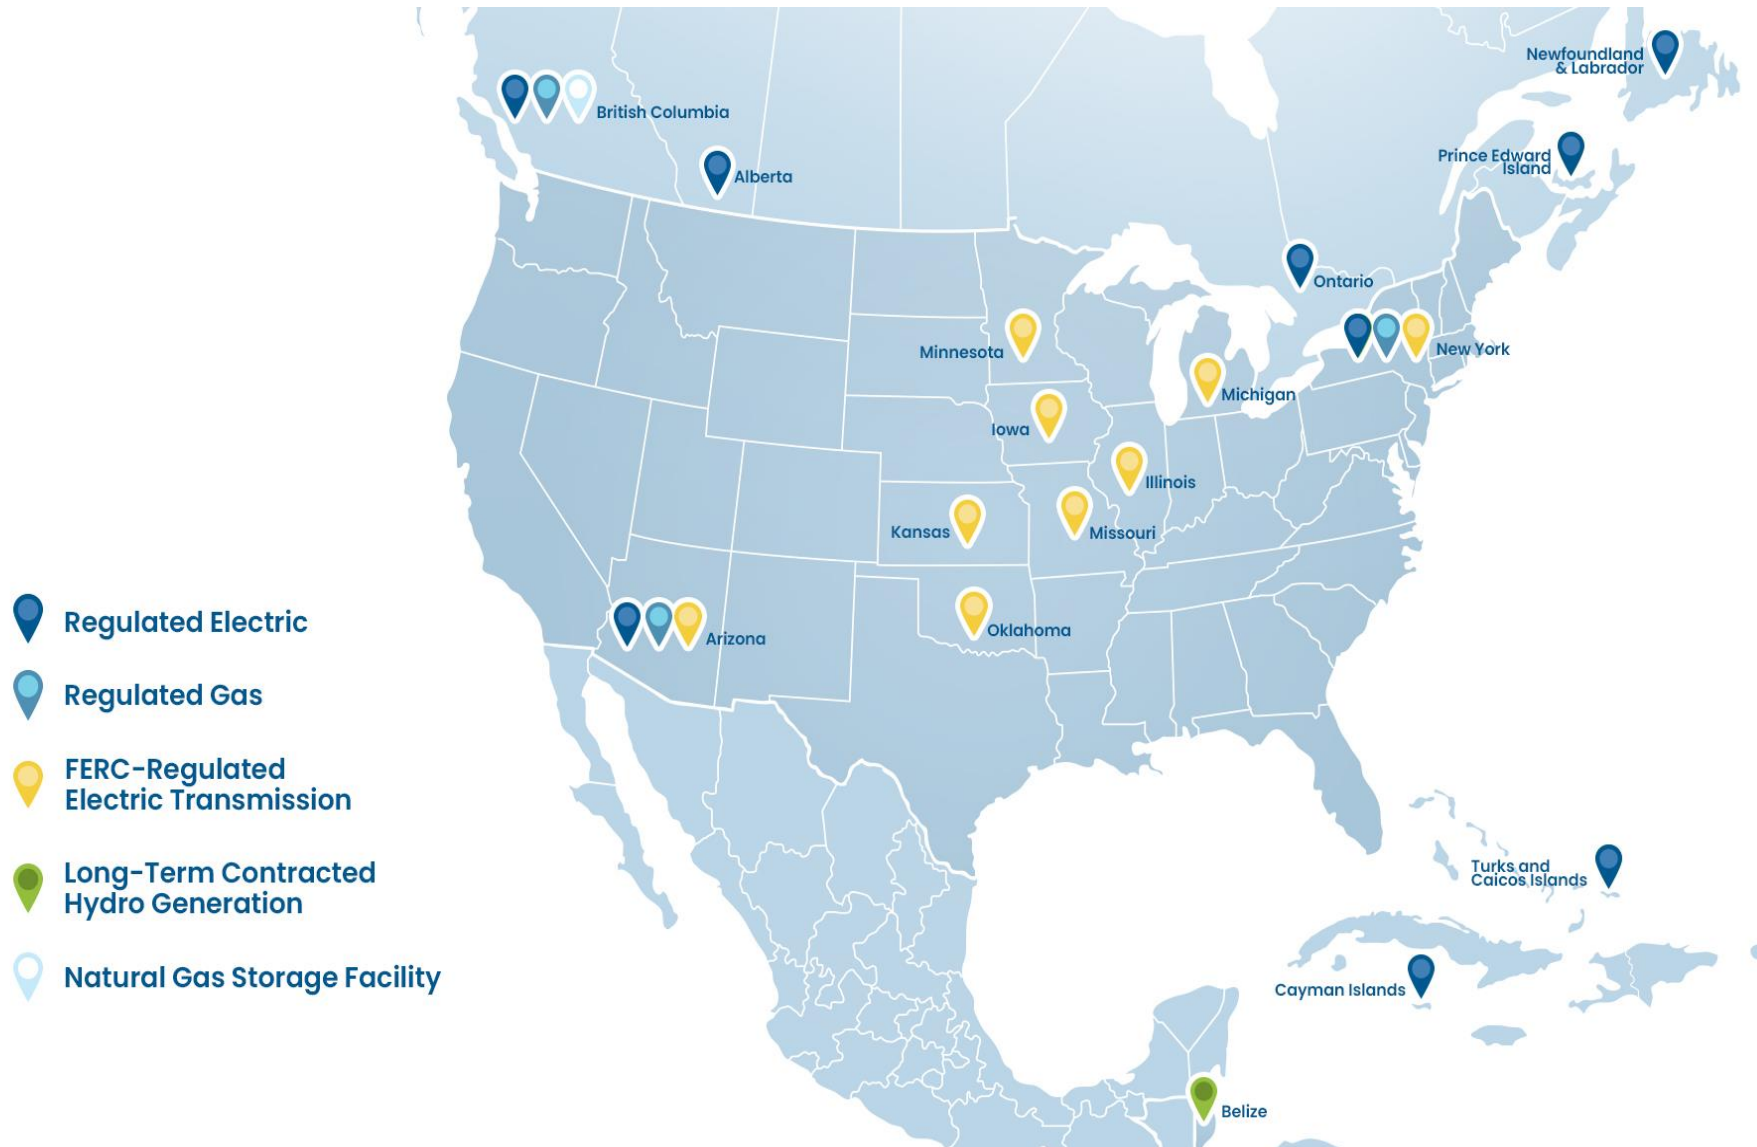 Newfoundland
& Labrador
British Columbia
Prince Edward
Island
Alberta
Ontario
Minnesota
New York
Michigan
Iowa
Illinois
Kansas
Missouri
Oklahoma
Arizona
Regulated Electric
Regulated Gas
FERC-Regulated
Electric Transmission
Long-Term Contracted
Hydro Generation
Natural Gas Storage Facility
Turks and
Caicos Islands
Cayman Islands
Belize